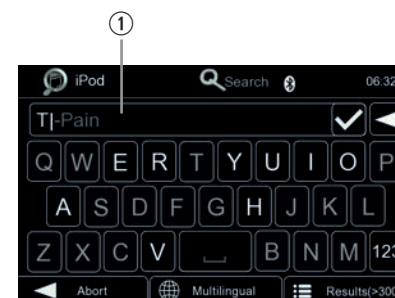 ①
iPod Search 06:32
T|-Pain
Q W E R T Y U I O P
A S D F G H J K L
Z X C V B N M 123
Abort Multilingual Results(>300